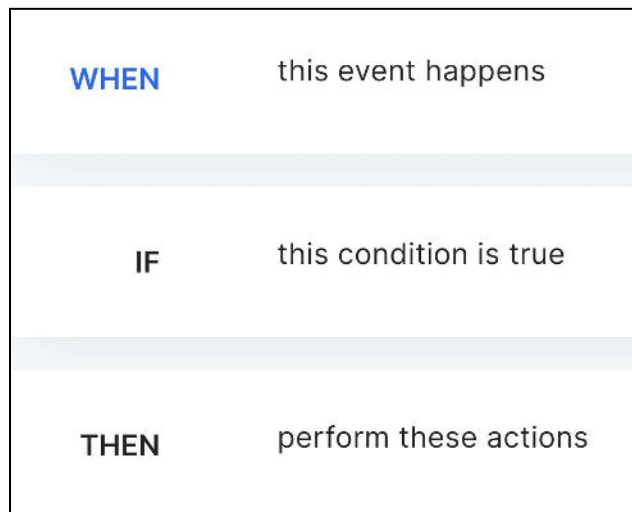 WHEN this event happens
IF this condition is true
THEN perform these actions